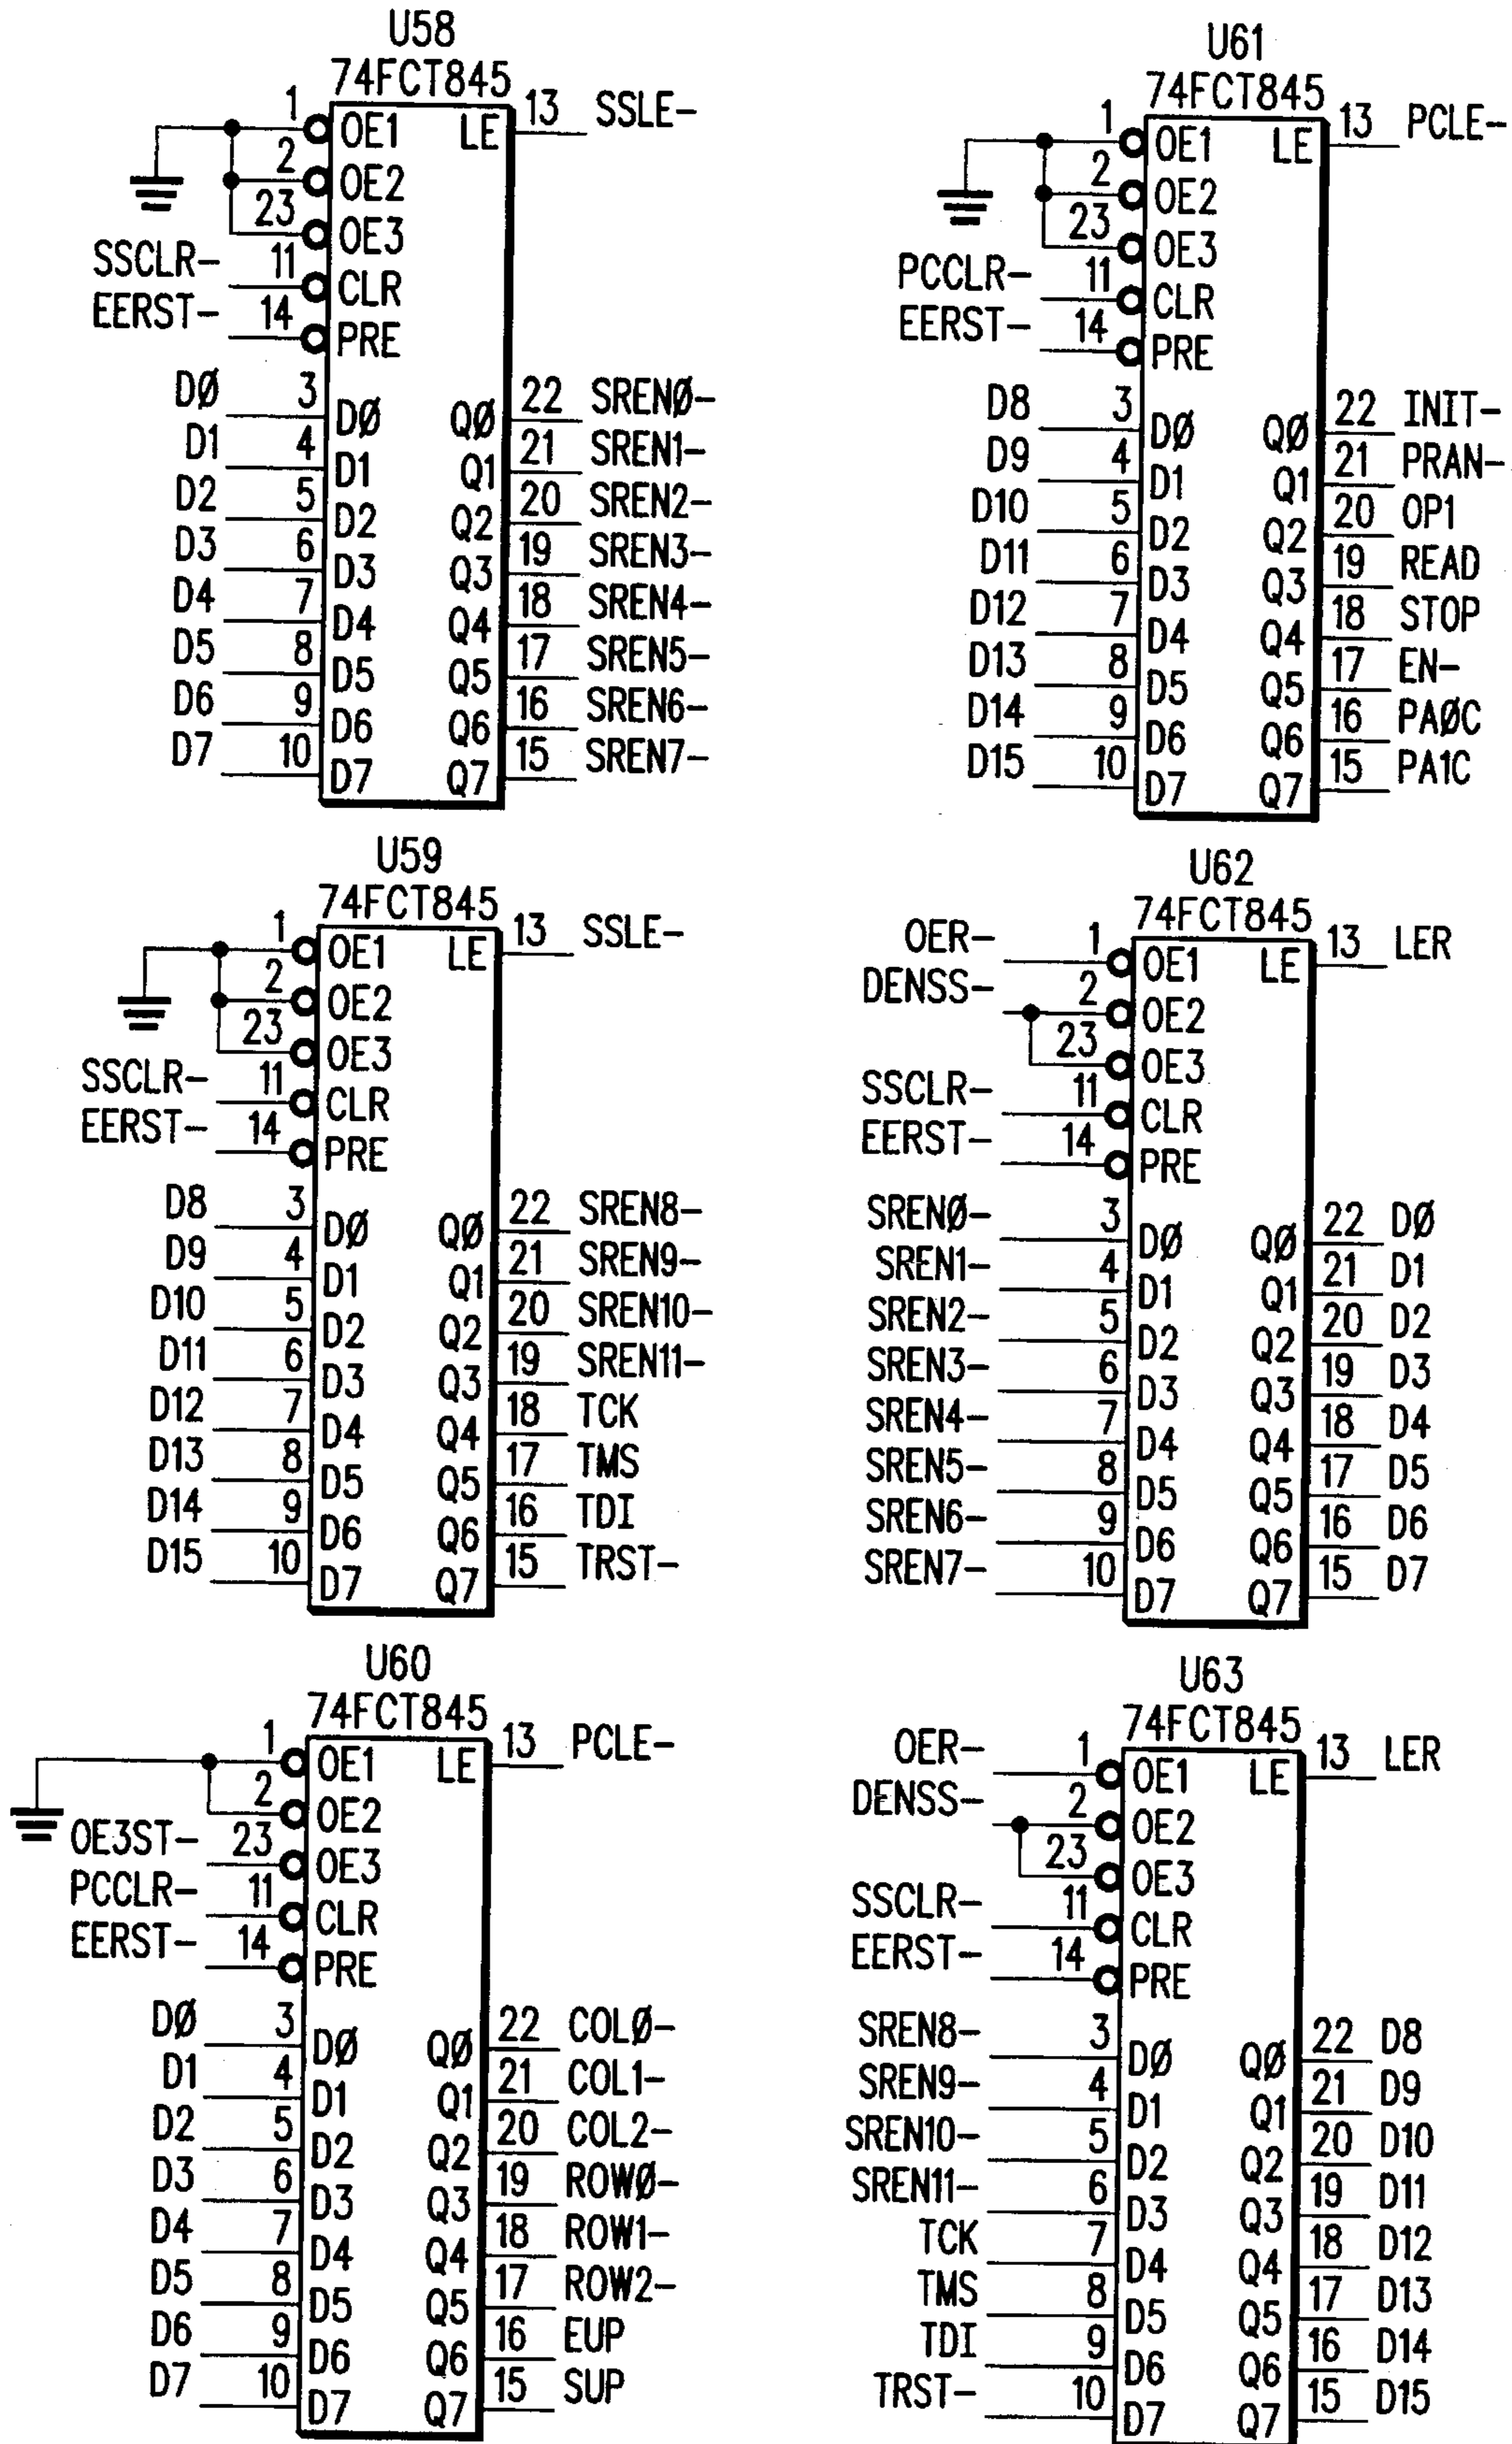 U58
74FCT845
1 OE1 LE 13 SSLE-
2 OE2
23 OE3
SSCLR- 11 CLR
EERST- 14 PRE
DØ 3 DØ QØ 22 SRENØ-
D1 4 D1 Q1 21 SREN1-
D2 5 D2 Q2 20 SREN2-
D3 6 D3 Q3 19 SREN3-
D4 7 D4 Q4 18 SREN4-
D5 8 D5 Q5 17 SREN5-
D6 9 D6 Q6 16 SREN6-
D7 10 D7 Q7 15 SREN7-
U59
74FCT845
1 OE1 LE 13 SSLE-
2 OE2
23 OE3
SSCLR- 11 CLR
EERST- 14 PRE
D8 3 DØ QØ 22 SREN8-
D9 4 D1 Q1 21 SREN9-
D10 5 D2 Q2 20 SREN10-
D11 6 D3 Q3 19 SREN11-
D12 7 D4 Q4 18 TCK
D13 8 D5 Q5 17 TMS
D14 9 D6 Q6 16 TDI
D15 10 D7 Q7 15 TRST-
U60
74FCT845
1 OE1 LE 13 PCLE-
2 OE2
OE3ST- 23 OE3
PCCLR- 11 CLR
EERST- 14 PRE
DØ 3 DØ QØ 22 COLØ-
D1 4 D1 Q1 21 COL1-
D2 5 D2 Q2 20 COL2-
D3 6 D3 Q3 19 ROWØ-
D4 7 D4 Q4 18 ROW1-
D5 8 D5 Q5 17 ROW2-
D6 9 D6 Q6 16 EUP
D7 10 D7 Q7 15 SUP
U61
74FCT845
1 OE1 LE 13 PCLE-
2 OE2
23 OE3
PCCLR- 11 CLR
EERST- 14 PRE
D8 3 DØ QØ 22 INIT-
D9 4 D1 Q1 21 PRAN-
D10 5 D2 Q2 20 OP1
D11 6 D3 Q3 19 READ
D12 7 D4 Q4 18 STOP
D13 8 D5 Q5 17 EN-
D14 9 D6 Q6 16 PAØC
D15 10 D7 Q7 15 PA1C
U62
74FCT845
OER- 1 OE1 LE 13 LER
DENSS- 2 OE2
23 OE3
SSCLR- 11 CLR
EERST- 14 PRE
SRENØ- 3 DØ QØ 22 DØ
SREN1- 4 D1 Q1 21 D1
SREN2- 5 D2 Q2 20 D2
SREN3- 6 D3 Q3 19 D3
SREN4- 7 D4 Q4 18 D4
SREN5- 8 D5 Q5 17 D5
SREN6- 9 D6 Q6 16 D6
SREN7- 10 D7 Q7 15 D7
U63
74FCT845
OER- 1 OE1 LE 13 LER
DENSS- 2 OE2
23 OE3
SSCLR- 11 CLR
EERST- 14 PRE
SREN8- 3 DØ QØ 22 D8
SREN9- 4 D1 Q1 21 D9
SREN10- 5 D2 Q2 20 D10
SREN11- 6 D3 Q3 19 D11
TCK 7 D4 Q4 18 D12
TMS 8 D5 Q5 17 D13
TDI 9 D6 Q6 16 D14
TRST- 10 D7 Q7 15 D15